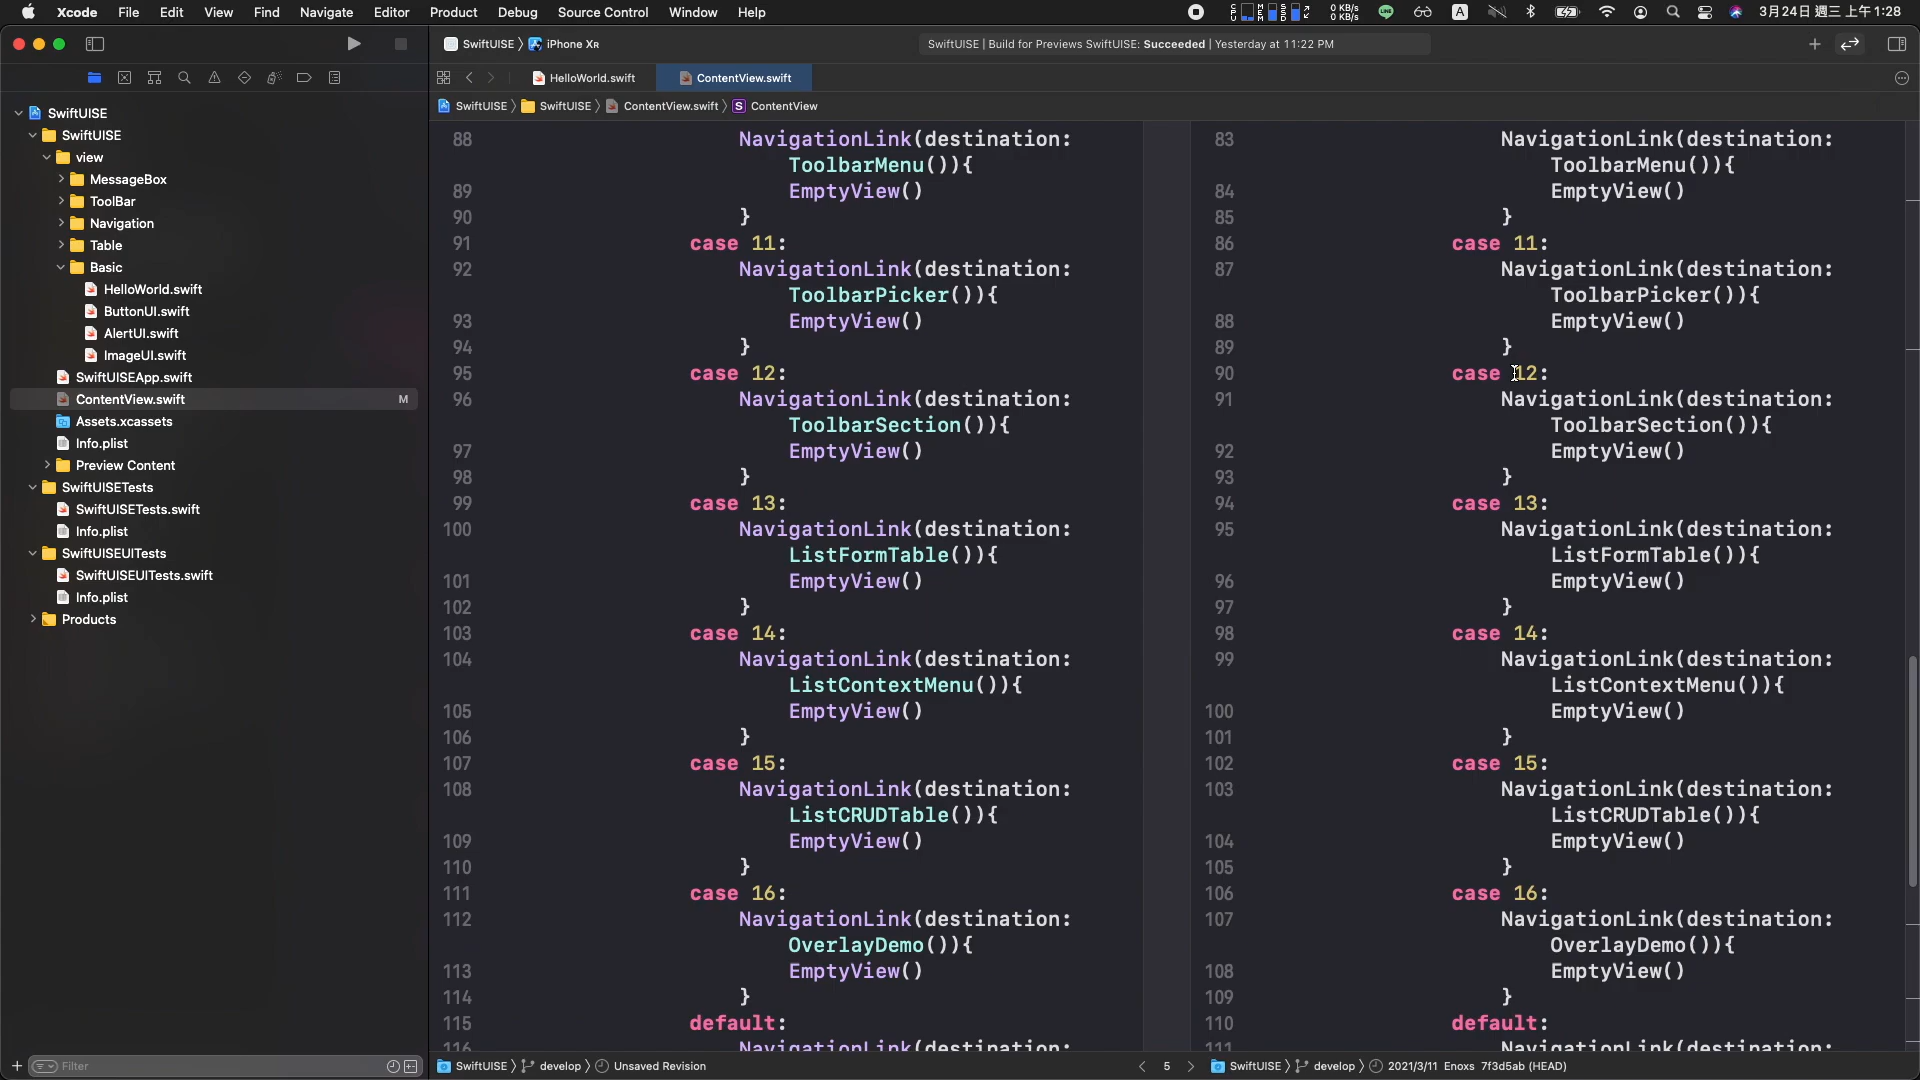 Xcode File Edit View Find Navigate Editor Product Debug Source Control Window Help
0 KB/s
0 KB/s
A
3月24日 週三 上午1:28
SwiftUISE 〉 iPhone XR
SwiftUISE | Build for Previews SwiftUISE: Succeeded | Yesterday at 11:22 PM
HelloWorld.swift
ContentView.swift
SwiftUISE 〉 SwiftUISE 〉 ContentView.swift 〉 S ContentView
SwiftUISE
SwiftUISE
view
MessageBox
ToolBar
Navigation
Table
Basic
HelloWorld.swift
ButtonUI.swift
AlertUI.swift
ImageUI.swift
SwiftUISEApp.swift
ContentView.swift M
Assets.xcassets
Info.plist
Preview Content
SwiftUISETests
SwiftUISETests.swift
Info.plist
SwiftUISEUITests
SwiftUISEUITests.swift
Info.plist
Products
Filter
88 NavigationLink(destination:
ToolbarMenu()){
89 EmptyView()
90 }
91 case 11:
92 NavigationLink(destination:
ToolbarPicker()){
93 EmptyView()
94 }
95 case 12:
96 NavigationLink(destination:
ToolbarSection()){
97 EmptyView()
98 }
99 case 13:
100 NavigationLink(destination:
ListFormTable()){
101 EmptyView()
102 }
103 case 14:
104 NavigationLink(destination:
ListContextMenu()){
105 EmptyView()
106 }
107 case 15:
108 NavigationLink(destination:
ListCRUDTable()){
109 EmptyView()
110 }
111 case 16:
112 NavigationLink(destination:
OverlayDemo()){
113 EmptyView()
114 }
115 default:
116 NavigationLink(destination:
83 NavigationLink(destination:
ToolbarMenu()){
84 EmptyView()
85 }
86 case 11:
87 NavigationLink(destination:
ToolbarPicker()){
88 EmptyView()
89 }
90 case 12:
91 NavigationLink(destination:
ToolbarSection()){
92 EmptyView()
93 }
94 case 13:
95 NavigationLink(destination:
ListFormTable()){
96 EmptyView()
97 }
98 case 14:
99 NavigationLink(destination:
ListContextMenu()){
100 EmptyView()
101 }
102 case 15:
103 NavigationLink(destination:
ListCRUDTable()){
104 EmptyView()
105 }
106 case 16:
107 NavigationLink(destination:
OverlayDemo()){
108 EmptyView()
109 }
110 default:
111 NavigationLink(destination:
SwiftUISE 〉 develop 〉 Unsaved Revision
5
SwiftUISE 〉 develop 〉 2021/3/11 Enoxs 7f3d5ab (HEAD)